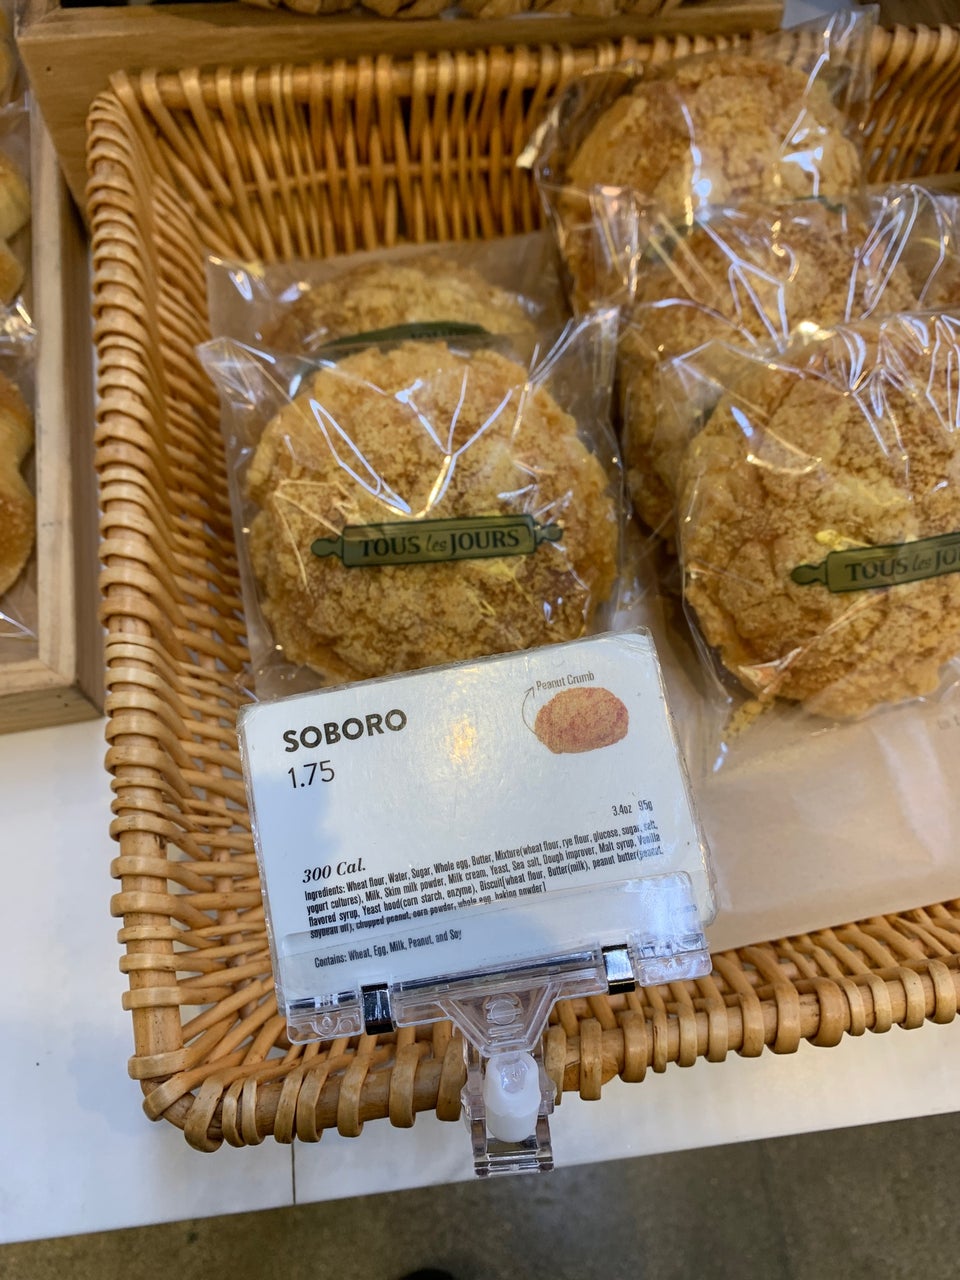 TOUS les JOURS
TOUS les JO
SOBORO
1.75
Peanut Crumb
3.4oz 95g
300 Cal.
Ingredients: Wheat flour, Water, Sugar, Whole egg, Butter, Mixture(wheat flour, rye flour, glucose, sugar, salt,
yogurt cultures), Milk, Skim milk powder, Milk cream, Yeast, Sea salt, Dough improver, Malt syrup, Vanilla
flavored syrup, Yeast food(corn starch, enzyme), Biscuit[wheat flour, Butter(milk), peanut butter(peanut,
soybean oil), chopped peanut, corn powder, whole egg, baking powder]
Contains: Wheat, Egg, Milk, Peanut, and Soy